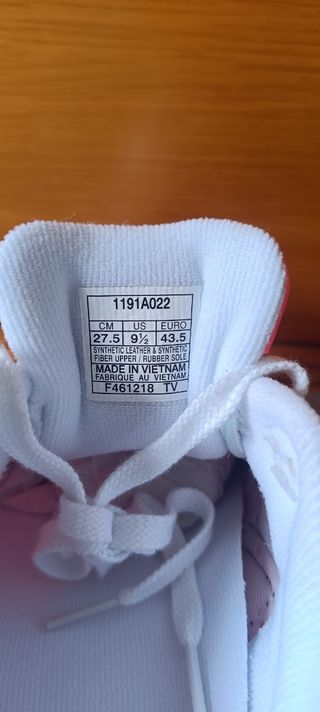 1191A022
CM US EURO
27.5 9½ 43.5
SYNTHETIC LEATHER & SYNTHETIC
FIBER UPPER / RUBBER SOLE
MADE IN VIETNAM
FABRIQUE AU VIETNAM
F461218 TV